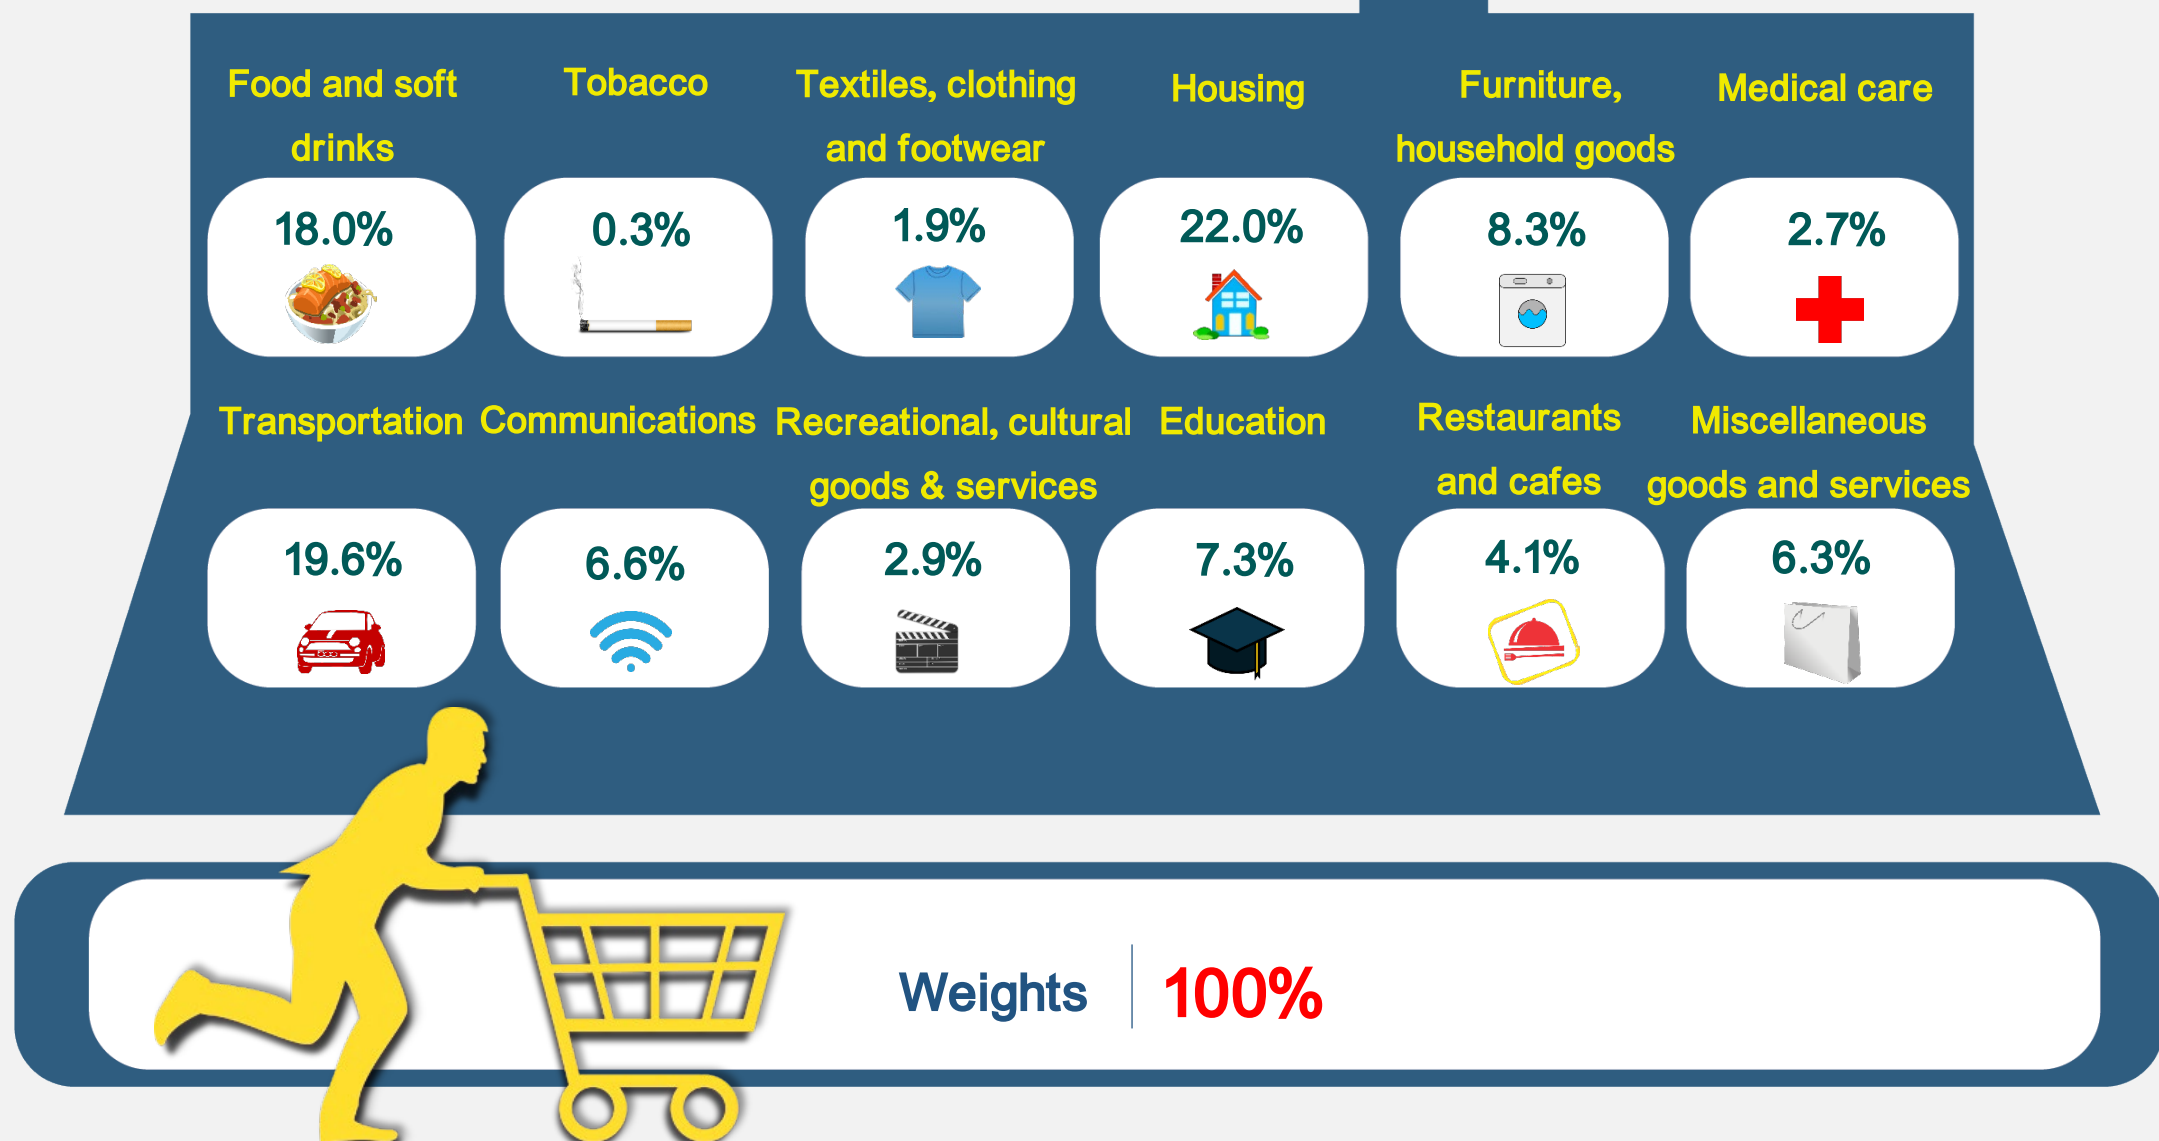 Food and soft
drinks
18.0%
Tobacco
0.3%
Textiles, clothing
and footwear
1.9%
Housing
22.0%
Furniture,
household goods
8.3%
Medical care
2.7%
Transportation
19.6%
Communications
6.6%
Recreational, cultural
goods & services
2.9%
Education
7.3%
Restaurants
and cafes
4.1%
Miscellaneous
goods and services
6.3%
Weights
100%